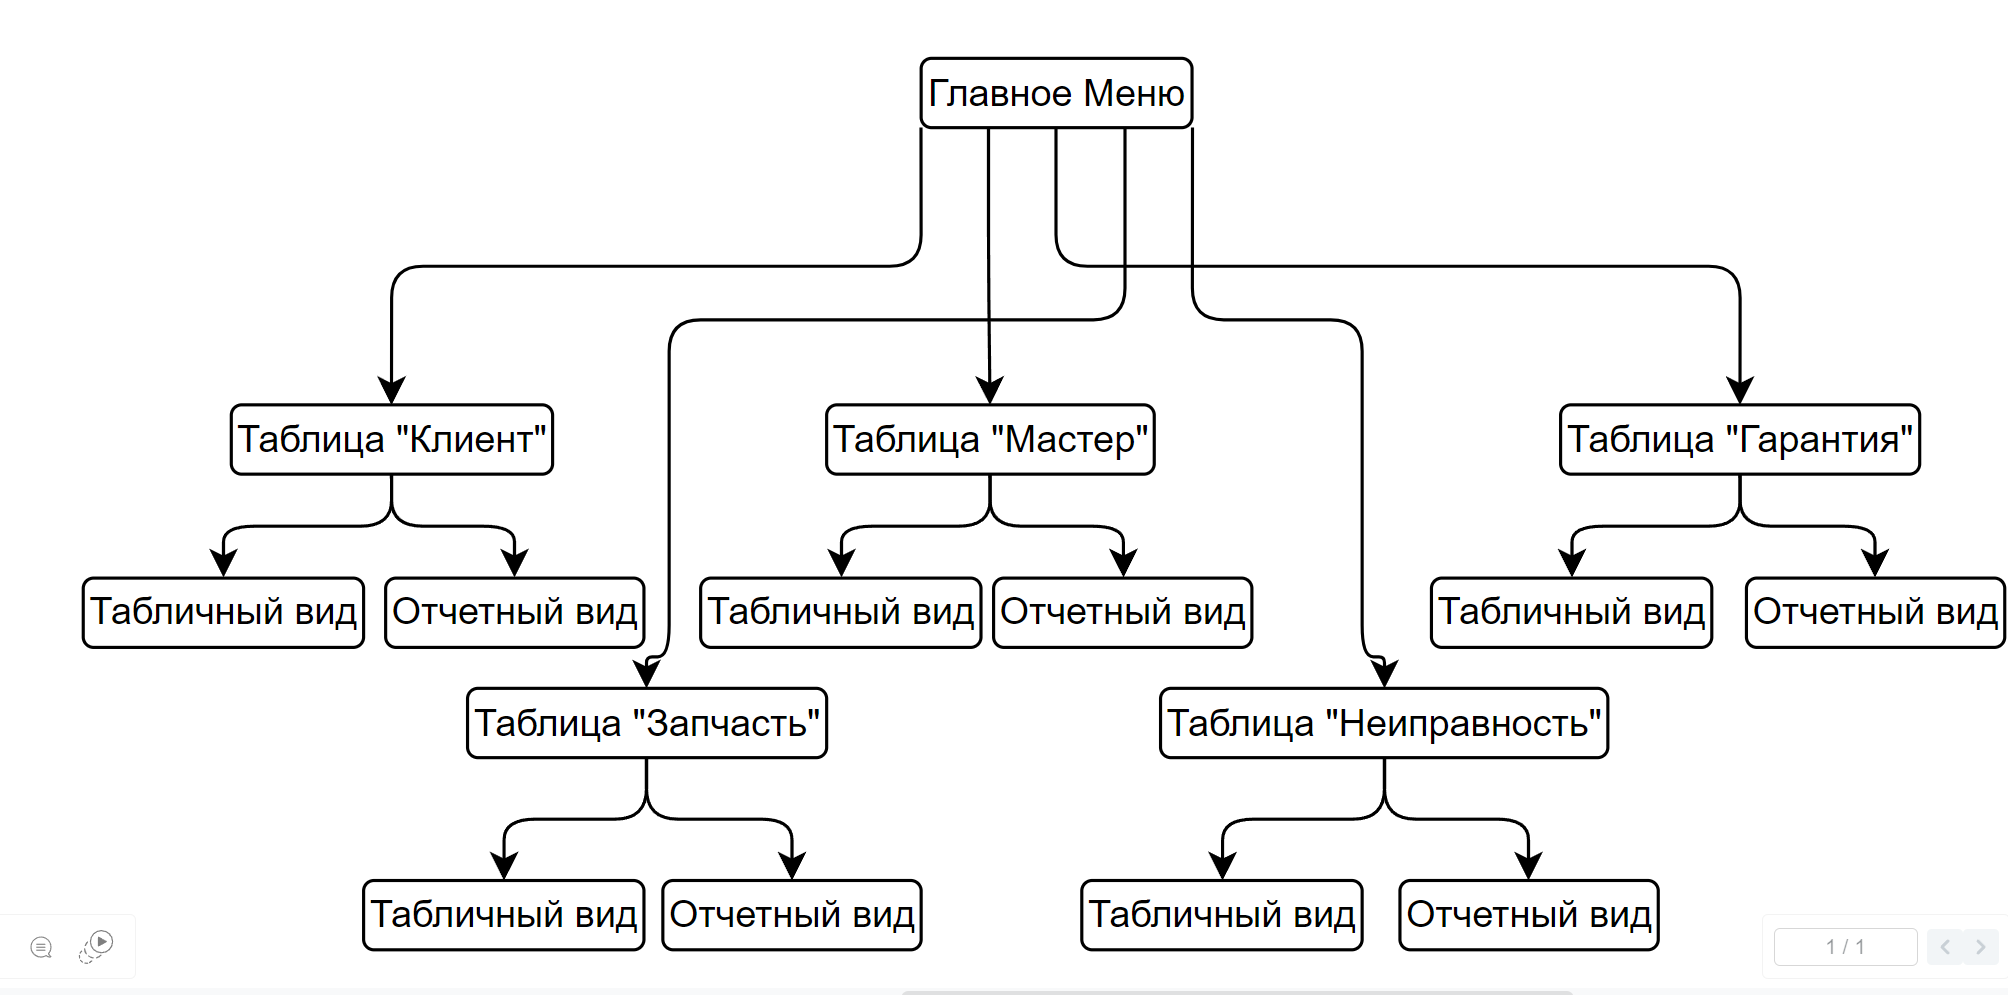 Главное Меню
Таблица "Клиент"
Таблица "Мастер"
Таблица "Гарантия"
Табличный вид
Отчетный вид
Табличный вид
Отчетный вид
Табличный вид
Отчетный вид
Таблица "Запчасть"
Таблица "Неиправность"
Табличный вид
Отчетный вид
Табличный вид
Отчетный вид
1 / 1